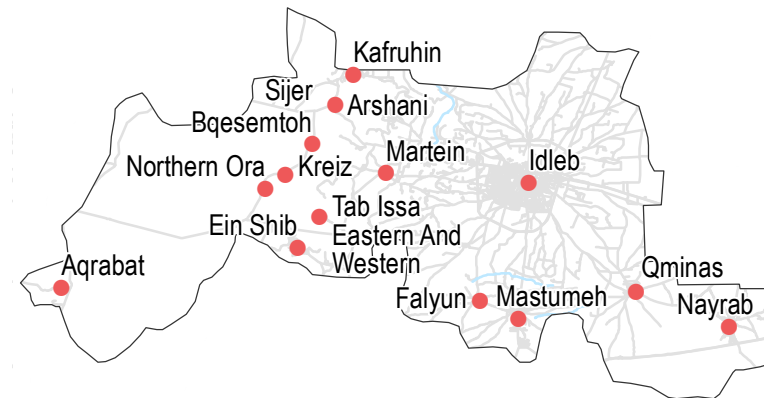 Kafruhin
Sijer
Arshani
Bqesemtoh
Martein
Idleb
Northern Ora
Kreiz
Tab Issa
Ein Shib
Eastern And
Western
Aqrabat
Qminas
Falyun
Mastumeh
Nayrab